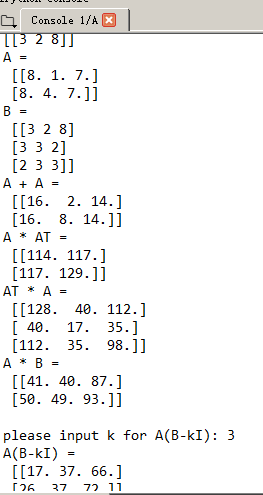 Console 1/A
[[3 2 8]]
A =
[[8. 1. 7.]
[8. 4. 7.]]
B =
[[3 2 8]
[3 3 2]
[2 3 3]]
A + A =
[[16.  2. 14.]
[16.  8. 14.]]
A * AT =
[[114. 117.]
[117. 129.]]
AT * A =
[[128.  40. 112.]
[ 40.  17.  35.]
[112.  35.  98.]]
A * B =
[[41. 40. 87.]
[50. 49. 93.]]
please input k for A(B-kI): 3
A(B-kI) =
[[17. 37. 66.]
[26. 37. 72.]]